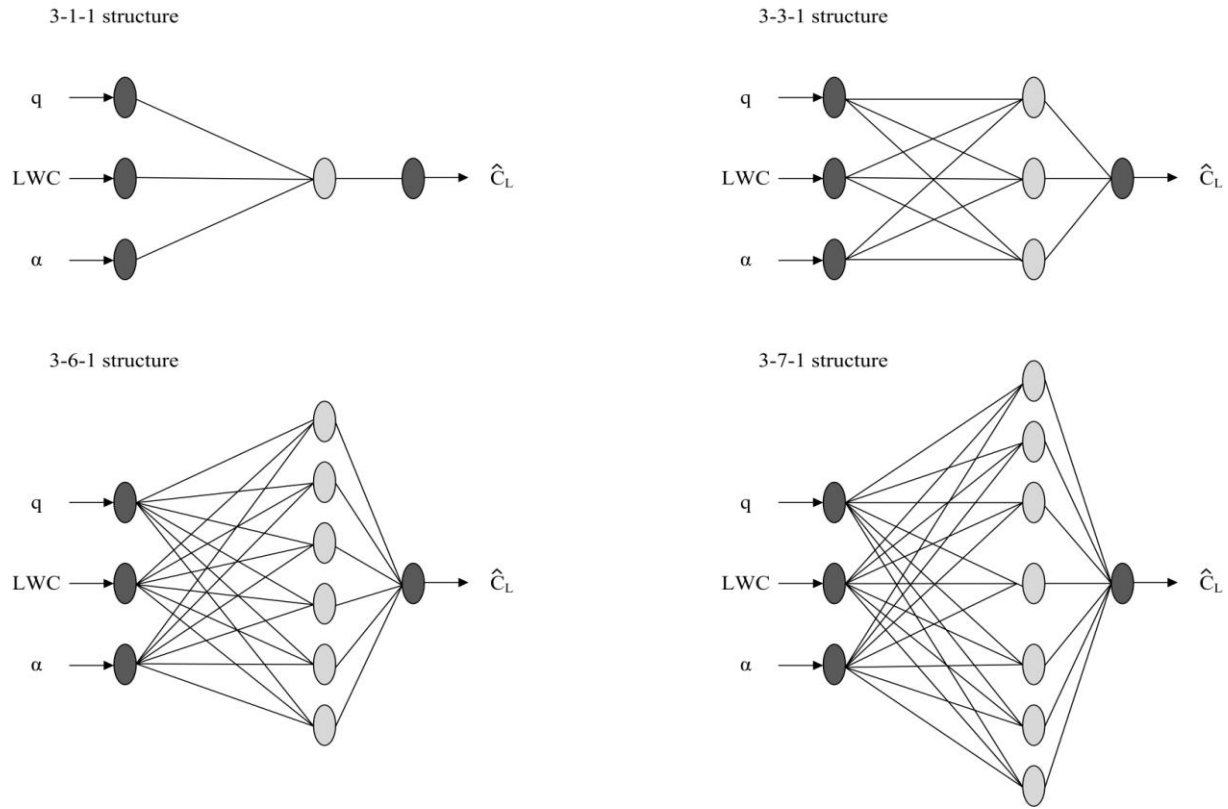 3-1-1 structure
q
LWC
α
Ĉ_L
3-3-1 structure
q
LWC
α
Ĉ_L
3-6-1 structure
q
LWC
α
Ĉ_L
3-7-1 structure
q
LWC
α
Ĉ_L